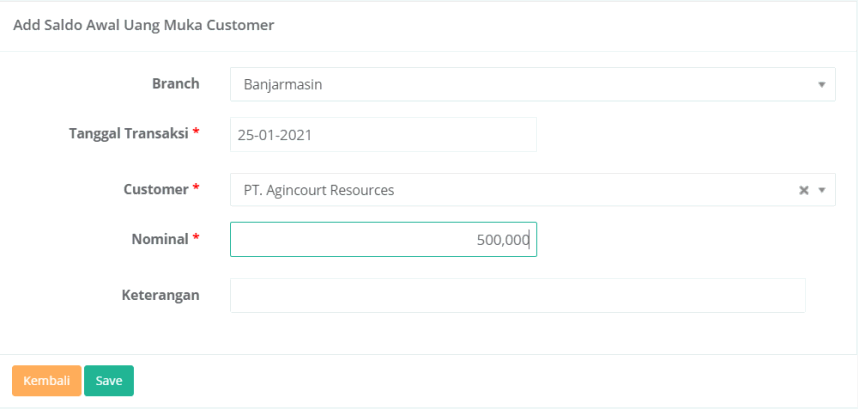 Add Saldo Awal Uang Muka Customer
Branch Banjarmasin
Tanggal Transaksi * 25-01-2021
Customer * PT. Agincourt Resources
Nominal * 500,000
Keterangan
Kembali Save